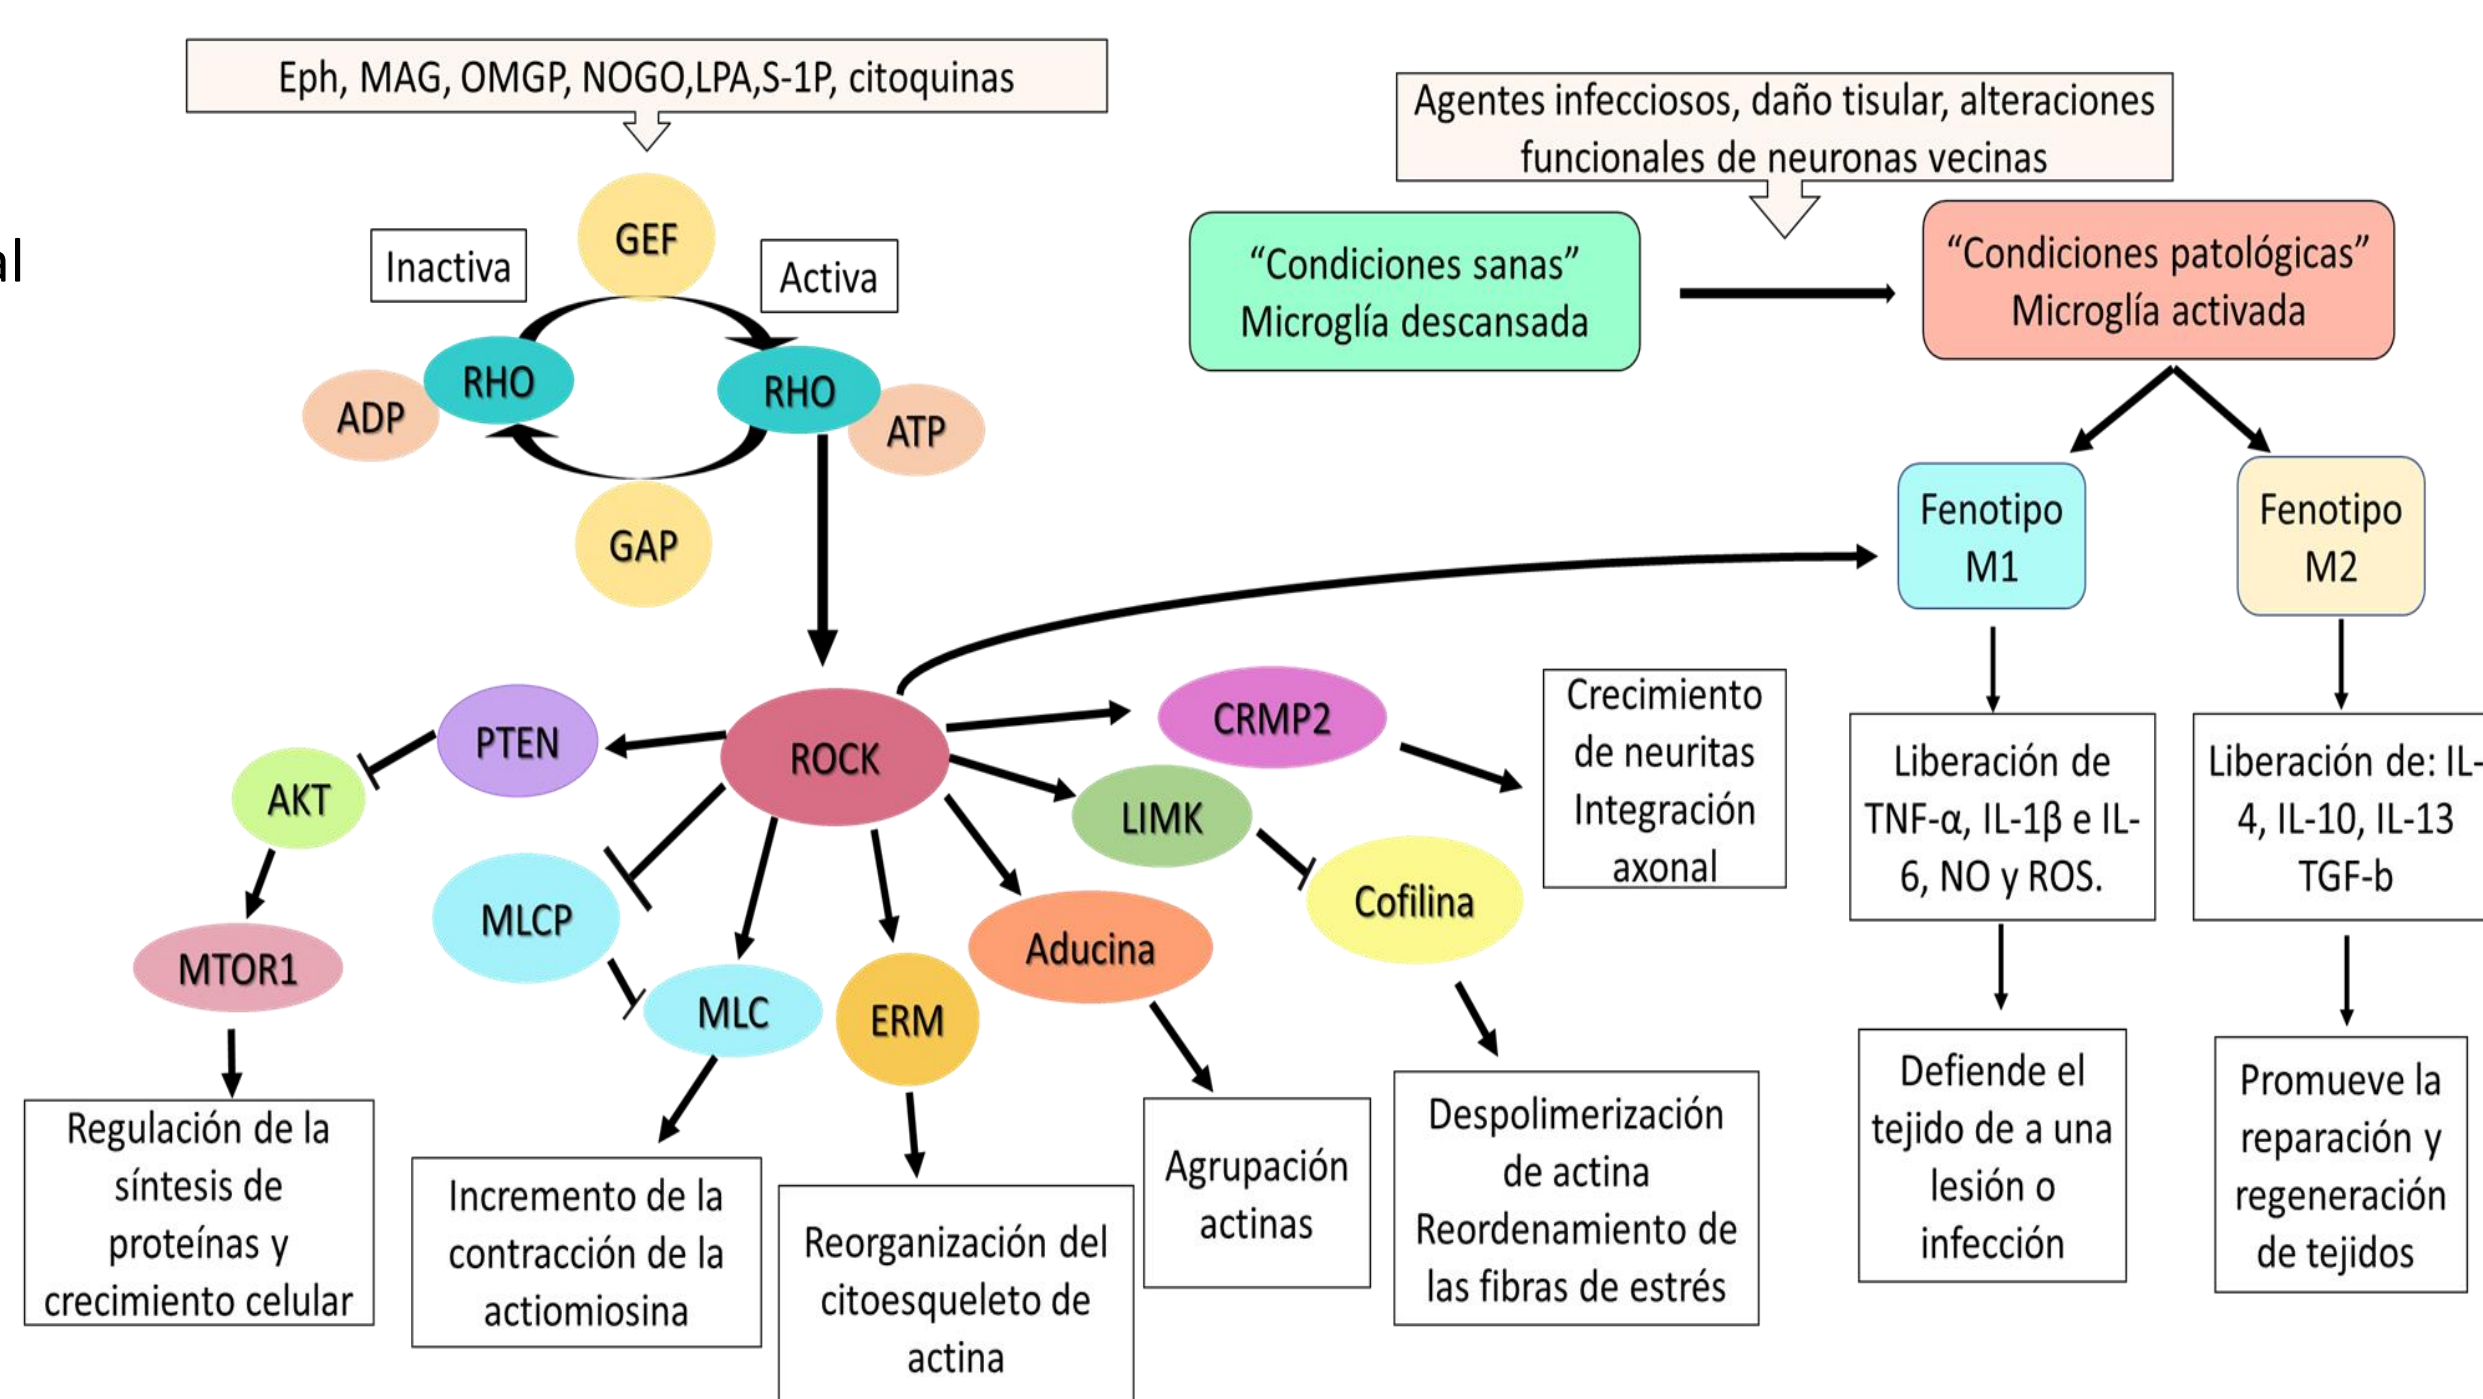 Eph, MAG, OMGP, NOGO,LPA,S-1P, citoquinas
Agentes infecciosos, daño tisular, alteraciones
funcionales de neuronas vecinas
al
GEF
Inactiva
Activa
RHO
RHO
ADP
ATP
GAP
“Condiciones sanas”
Microglía descansada
“Condiciones patológicas”
Microglía activada
Fenotipo
M1
Fenotipo
M2
PTEN
ROCK
CRMP2
AKT
LIMK
MLCP
Cofilina
Aducina
MTOR1
MLC
ERM
Crecimiento
de neuritas
Integración
axonal
Liberación de
TNF-α, IL-1β e IL-
6, NO y ROS.
Liberación de: IL-
4, IL-10, IL-13
TGF-b
Regulación de la
síntesis de
proteínas y
crecimiento celular
Incremento de la
contracción de la
actiomiosina
Reorganización del
citoesqueleto de
actina
Agrupación
actinas
Despolimerización
de actina
Reordenamiento de
las fibras de estrés
Defiende el
tejido de a una
lesión o
infección
Promueve la
reparación y
regeneración
de tejidos